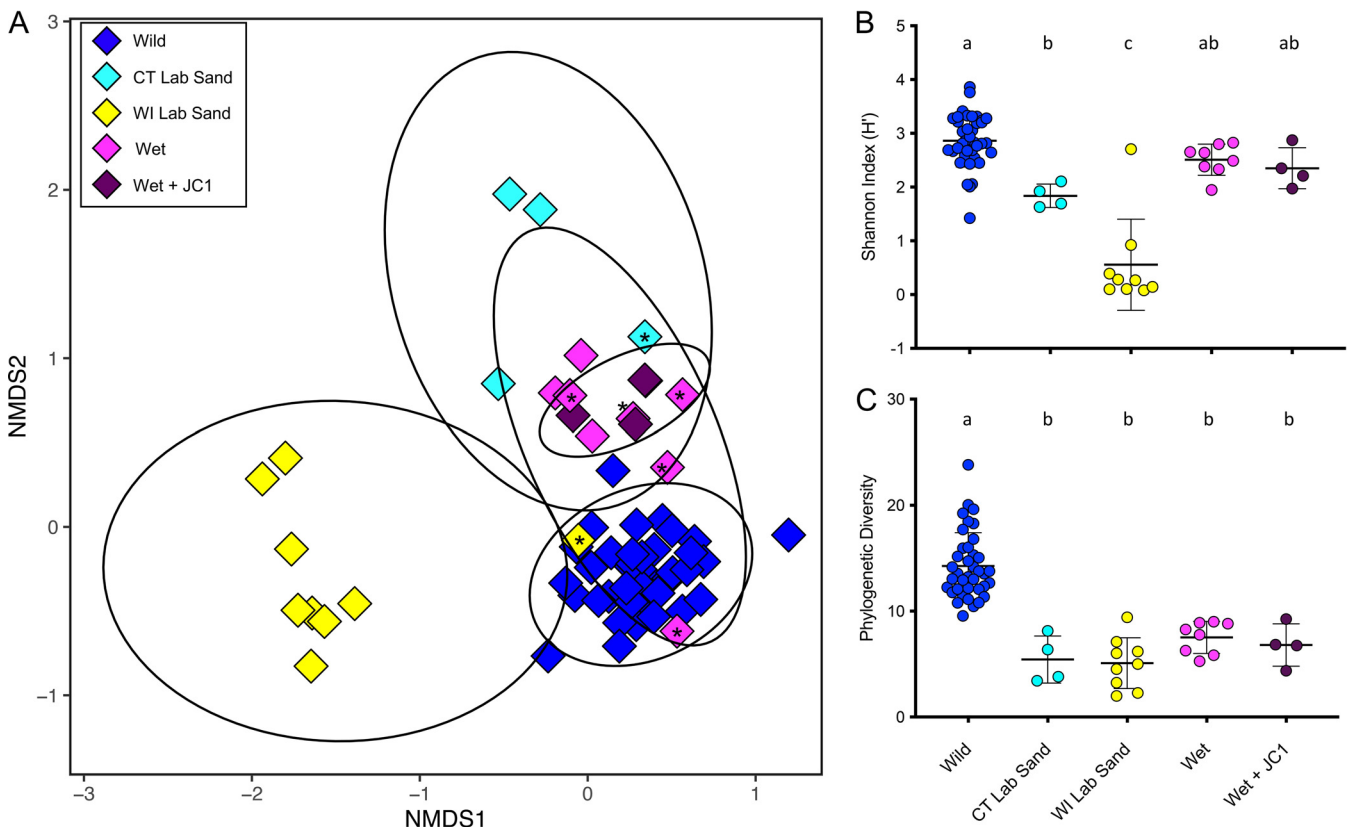 A
3
2
1
0
−1
NMDS2
−3
−2
−1
0
1
NMDS1
Wild
CT Lab Sand
WI Lab Sand
Wet
Wet + JC1
*
*
*
*
*
*
*
B
5
4
3
2
1
0
-1
Shannon Index (H')
a
b
c
ab
ab
C
30
20
10
0
Phylogenetic Diversity
a
b
b
b
b
Wild
CT Lab Sand
WI Lab Sand
Wet
Wet + JC1